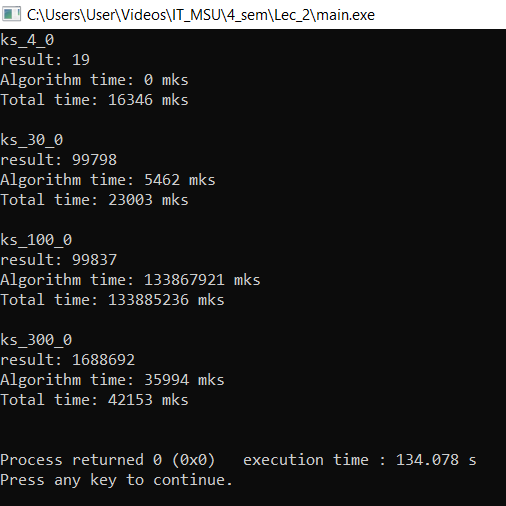 C:\Users\User\Videos\IT_MSU\4_sem\Lec_2\main.exe
ks_4_0
result: 19
Algorithm time: 0 mks
Total time: 16346 mks
ks_30_0
result: 99798
Algorithm time: 5462 mks
Total time: 23003 mks
ks_100_0
result: 99837
Algorithm time: 133867921 mks
Total time: 133885236 mks
ks_300_0
result: 1688692
Algorithm time: 35994 mks
Total time: 42153 mks
Process returned 0 (0x0)   execution time : 134.078 s
Press any key to continue.